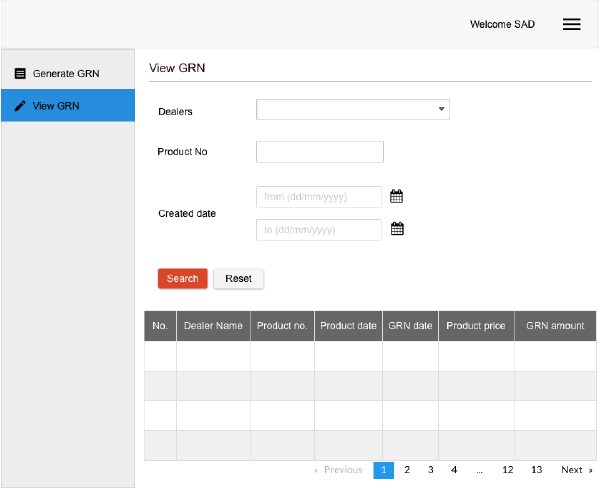 Welcome SAD
Generate GRN
View GRN
View GRN
Dealers
Product No
Created date
from (dd/mm/yyyy)
to (dd/mm/yyyy)
Search Reset
No. Dealer Name Product no. Product date GRN date Product price GRN amount
« Previous 1 2 3 4 ... 12 13 Next »